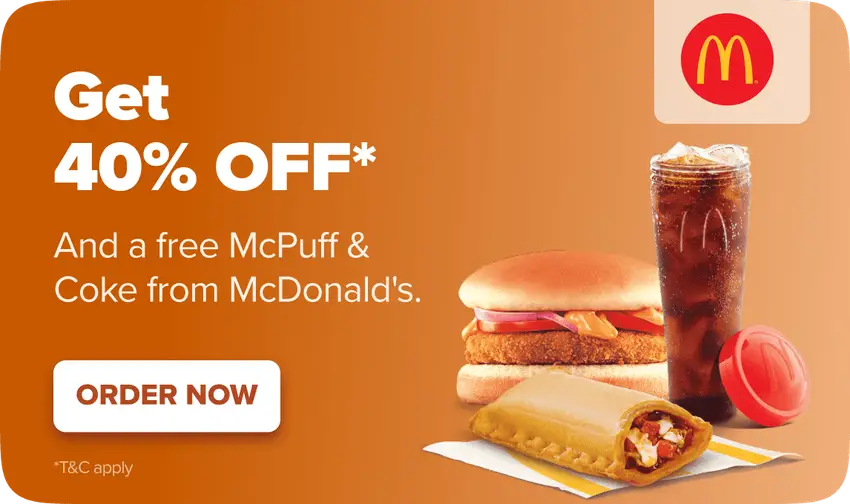 Get
40% OFF*
And a free McPuff &
Coke from McDonald's.
ORDER NOW
*T&C apply